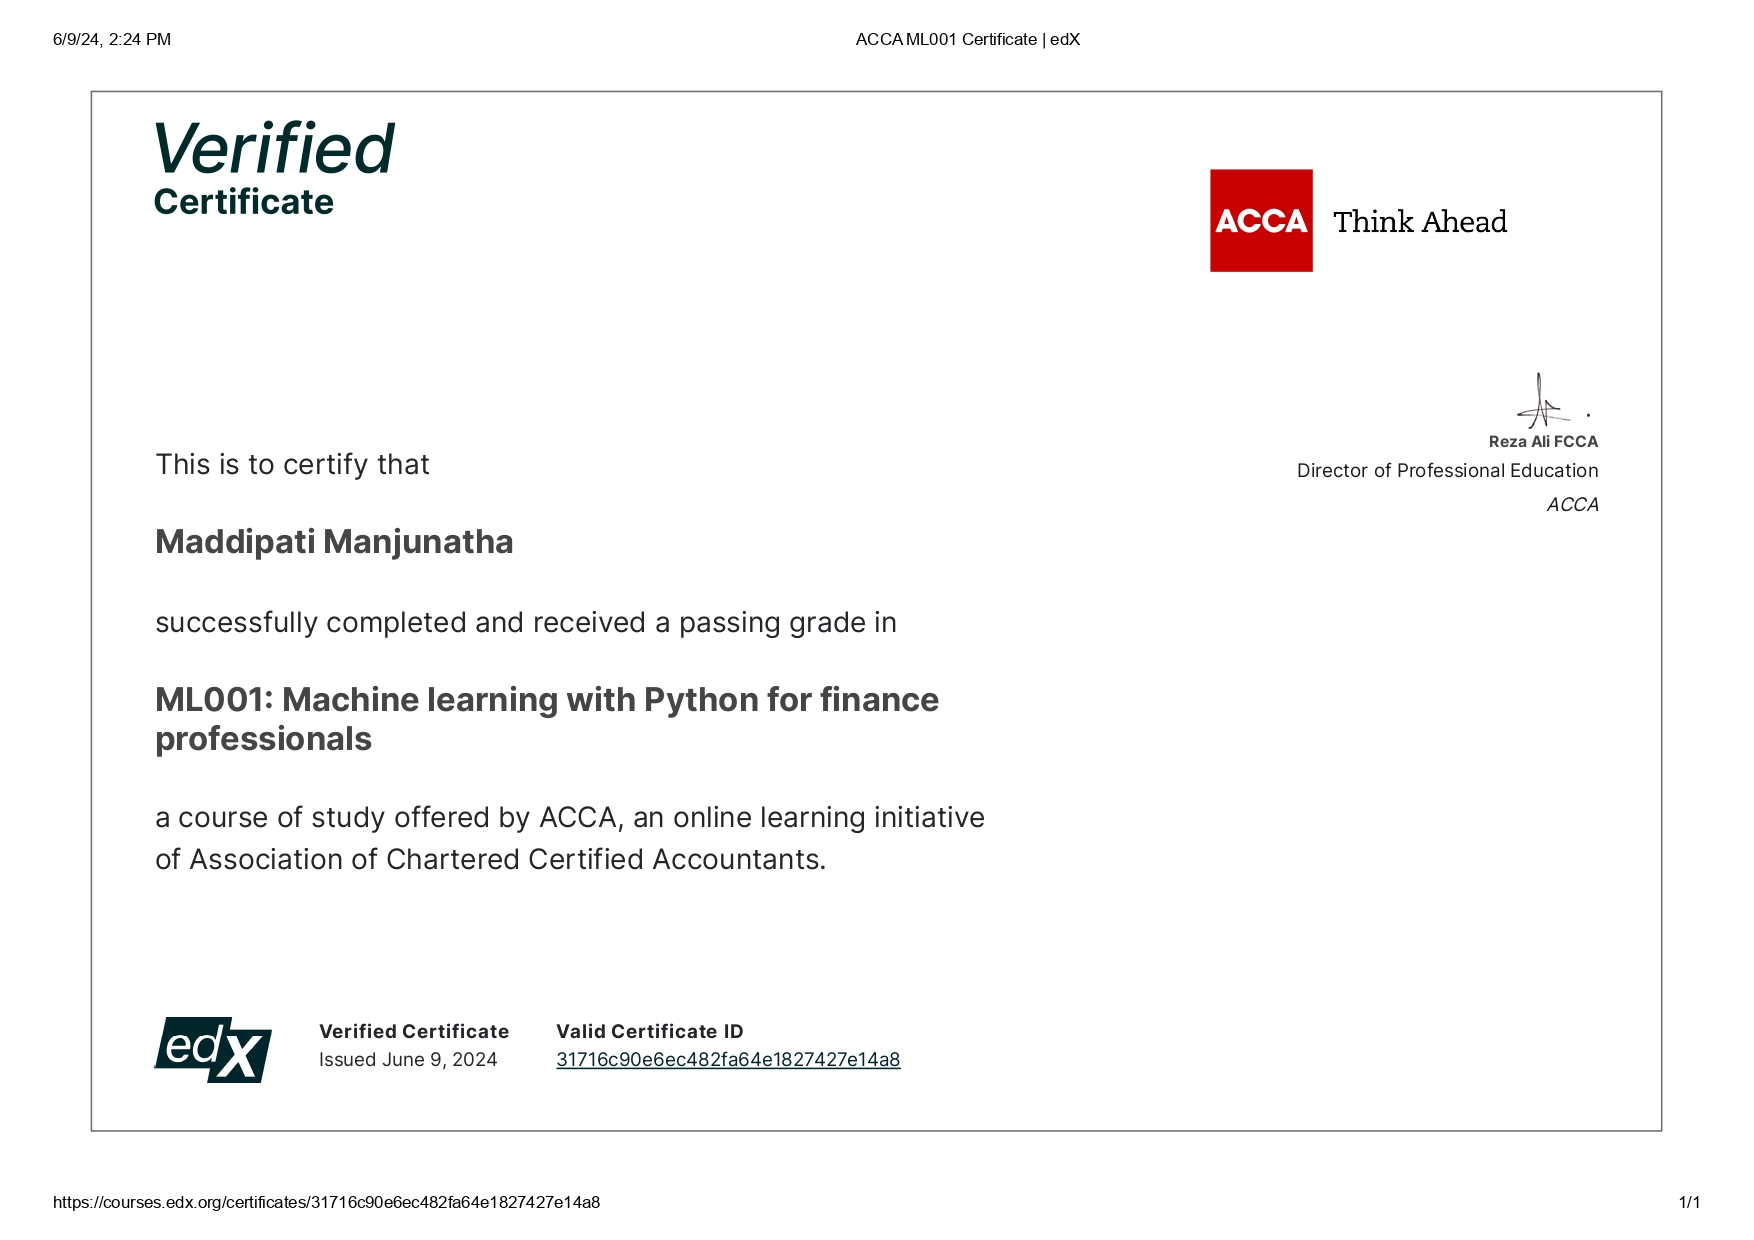 6/9/24, 2:24 PM
ACCA ML001 Certificate | edX
Verified
Certificate
ACCA
Think Ahead
Reza Ali FCCA
Director of Professional Education
ACCA
This is to certify that
Maddipati Manjunatha
successfully completed and received a passing grade in
ML001: Machine learning with Python for finance
professionals
a course of study offered by ACCA, an online learning initiative
of Association of Chartered Certified Accountants.
edX
Verified Certificate
Issued June 9, 2024
Valid Certificate ID
31716c90e6ec482fa64e1827427e14a8
https://courses.edx.org/certificates/31716c90e6ec482fa64e1827427e14a8
1/1